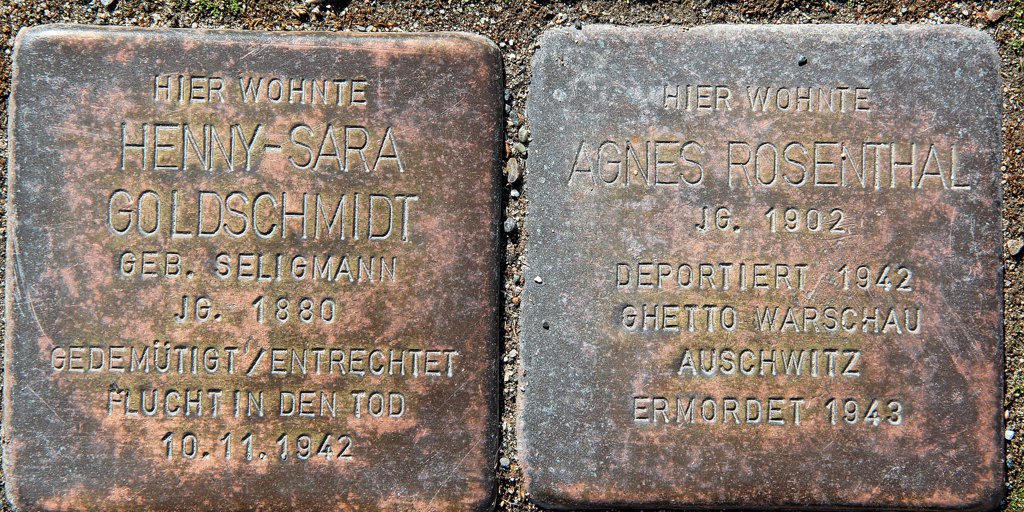 HIER WOHNTE
HENNY-SARA
GOLDSCHMIDT
GEB. SELIGMANN
JG. 1880
GEDEMÜTIGT/ENTRECHTET
FLUCHT IN DEN TOD
10.11.1942
HIER WOHNTE
AGNES ROSENTHAL
JG. 1902
DEPORTIERT 1942
GHETTO WARSCHAU
AUSCHWITZ
ERMORDET 1943